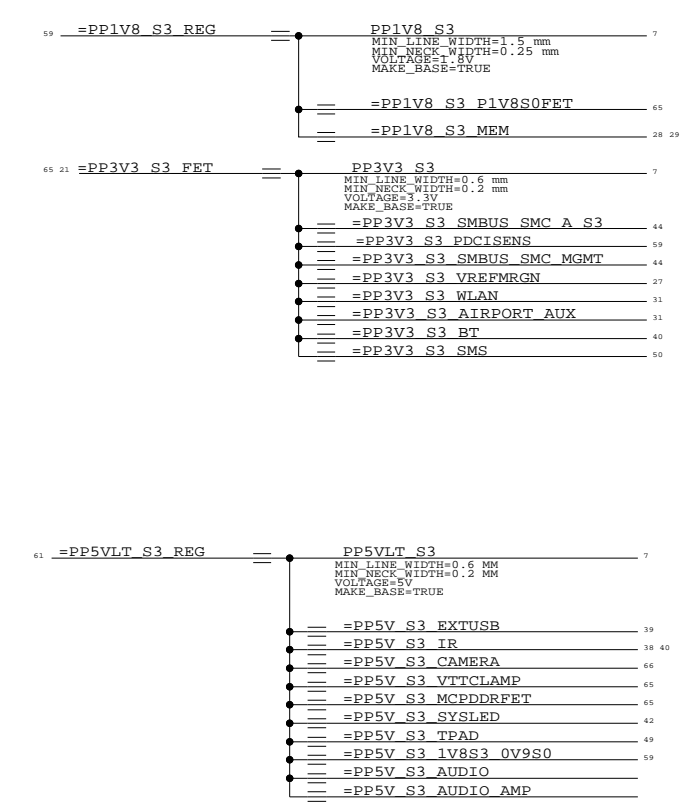 59 =PP1V8_S3_REG PP1V8_S3 7
MIN_LINE_WIDTH=1.5 mm
MIN_NECK_WIDTH=0.25 mm
VOLTAGE=1.8V
MAKE_BASE=TRUE
=PP1V8_S3_P1V8S0FET 65
=PP1V8_S3_MEM 28 29
65 21 =PP3V3_S3_FET PP3V3_S3 7
MIN_LINE_WIDTH=0.6 mm
MIN_NECK_WIDTH=0.2 mm
VOLTAGE=3.3V
MAKE_BASE=TRUE
=PP3V3_S3_SMBUS_SMC_A_S3 44
=PP3V3_S3_PDCISENS 59
=PP3V3_S3_SMBUS_SMC_MGMT 44
=PP3V3_S3_VREFMRGN 27
=PP3V3_S3_WLAN 31
=PP3V3_S3_AIRPORT_AUX 31
=PP3V3_S3_BT 40
=PP3V3_S3_SMS 50
61 =PP5VLT_S3_REG PP5VLT_S3 7
MIN_LINE_WIDTH=0.6 MM
MIN_NECK_WIDTH=0.2 MM
VOLTAGE=5V
MAKE_BASE=TRUE
=PP5V_S3_EXTUSB 39
=PP5V_S3_IR 38 40
=PP5V_S3_CAMERA 66
=PP5V_S3_VTTCLAMP 65
=PP5V_S3_MCPDDRFET 65
=PP5V_S3_SYSLED 42
=PP5V_S3_TPAD 49
=PP5V_S3_1V8S3_0V9S0 59
=PP5V_S3_AUDIO
=PP5V_S3_AUDIO_AMP